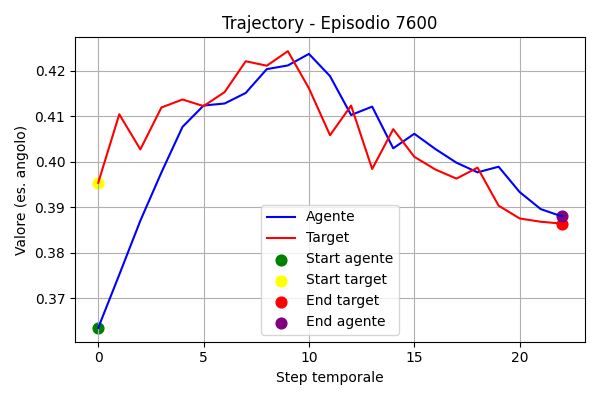 Trajectory - Episodio 7600
Valore (es. angolo)
0.42
0.41
0.40
0.39
0.38
0.37
Agente
Target
Start agente
Start target
End target
End agente
0
5
10
15
20
Step temporale